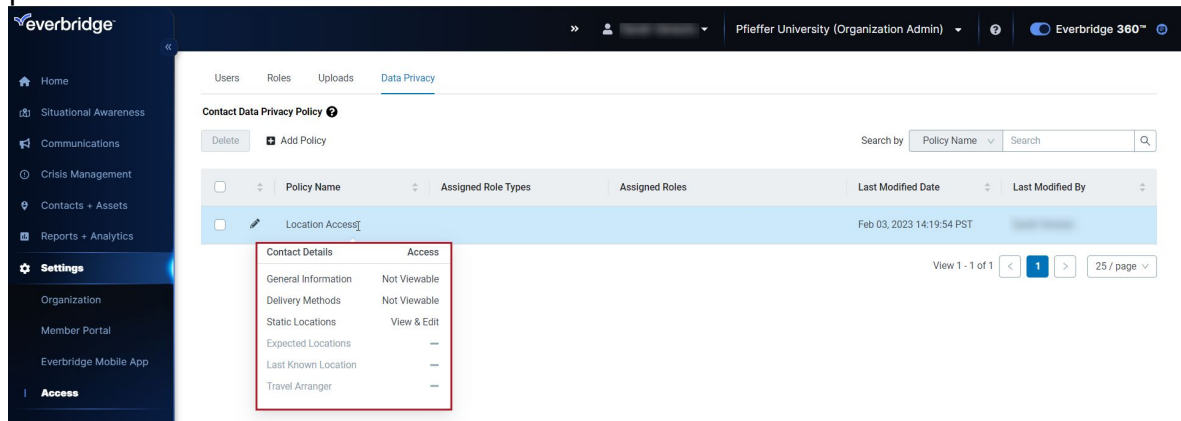 everbridge
Pfieffer University (Organization Admin)
Everbridge 360™
Home
Situational Awareness
Communications
Crisis Management
Contacts + Assets
Reports + Analytics
Settings
Organization
Member Portal
Everbridge Mobile App
Access
Users Roles Uploads Data Privacy
Contact Data Privacy Policy
Delete Add Policy Search by Policy Name Search
Policy Name Assigned Role Types Assigned Roles Last Modified Date Last Modified By
Location Access Feb 03, 2023 14:19:54 PST
Contact Details Access
General Information Not Viewable
Delivery Methods Not Viewable
Static Locations View & Edit
Expected Locations —
Last Known Location —
Travel Arranger —
View 1 - 1 of 1 < 1 > 25 / page